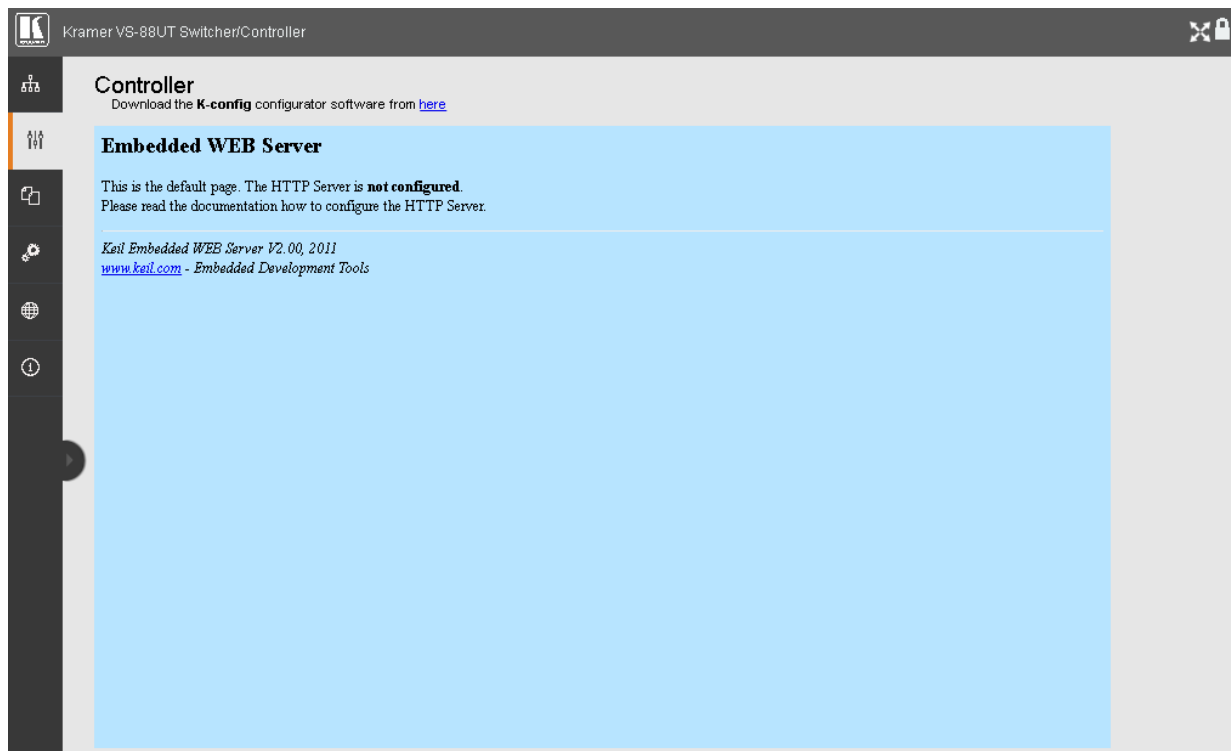 Kramer VS-88UT Switcher/Controller
Controller
Download the K-config configurator software from here
Embedded WEB Server
This is the default page. The HTTP Server is not configured.
Please read the documentation how to configure the HTTP Server.
Keil Embedded WEB Server V2.00, 2011
www.keil.com - Embedded Development Tools